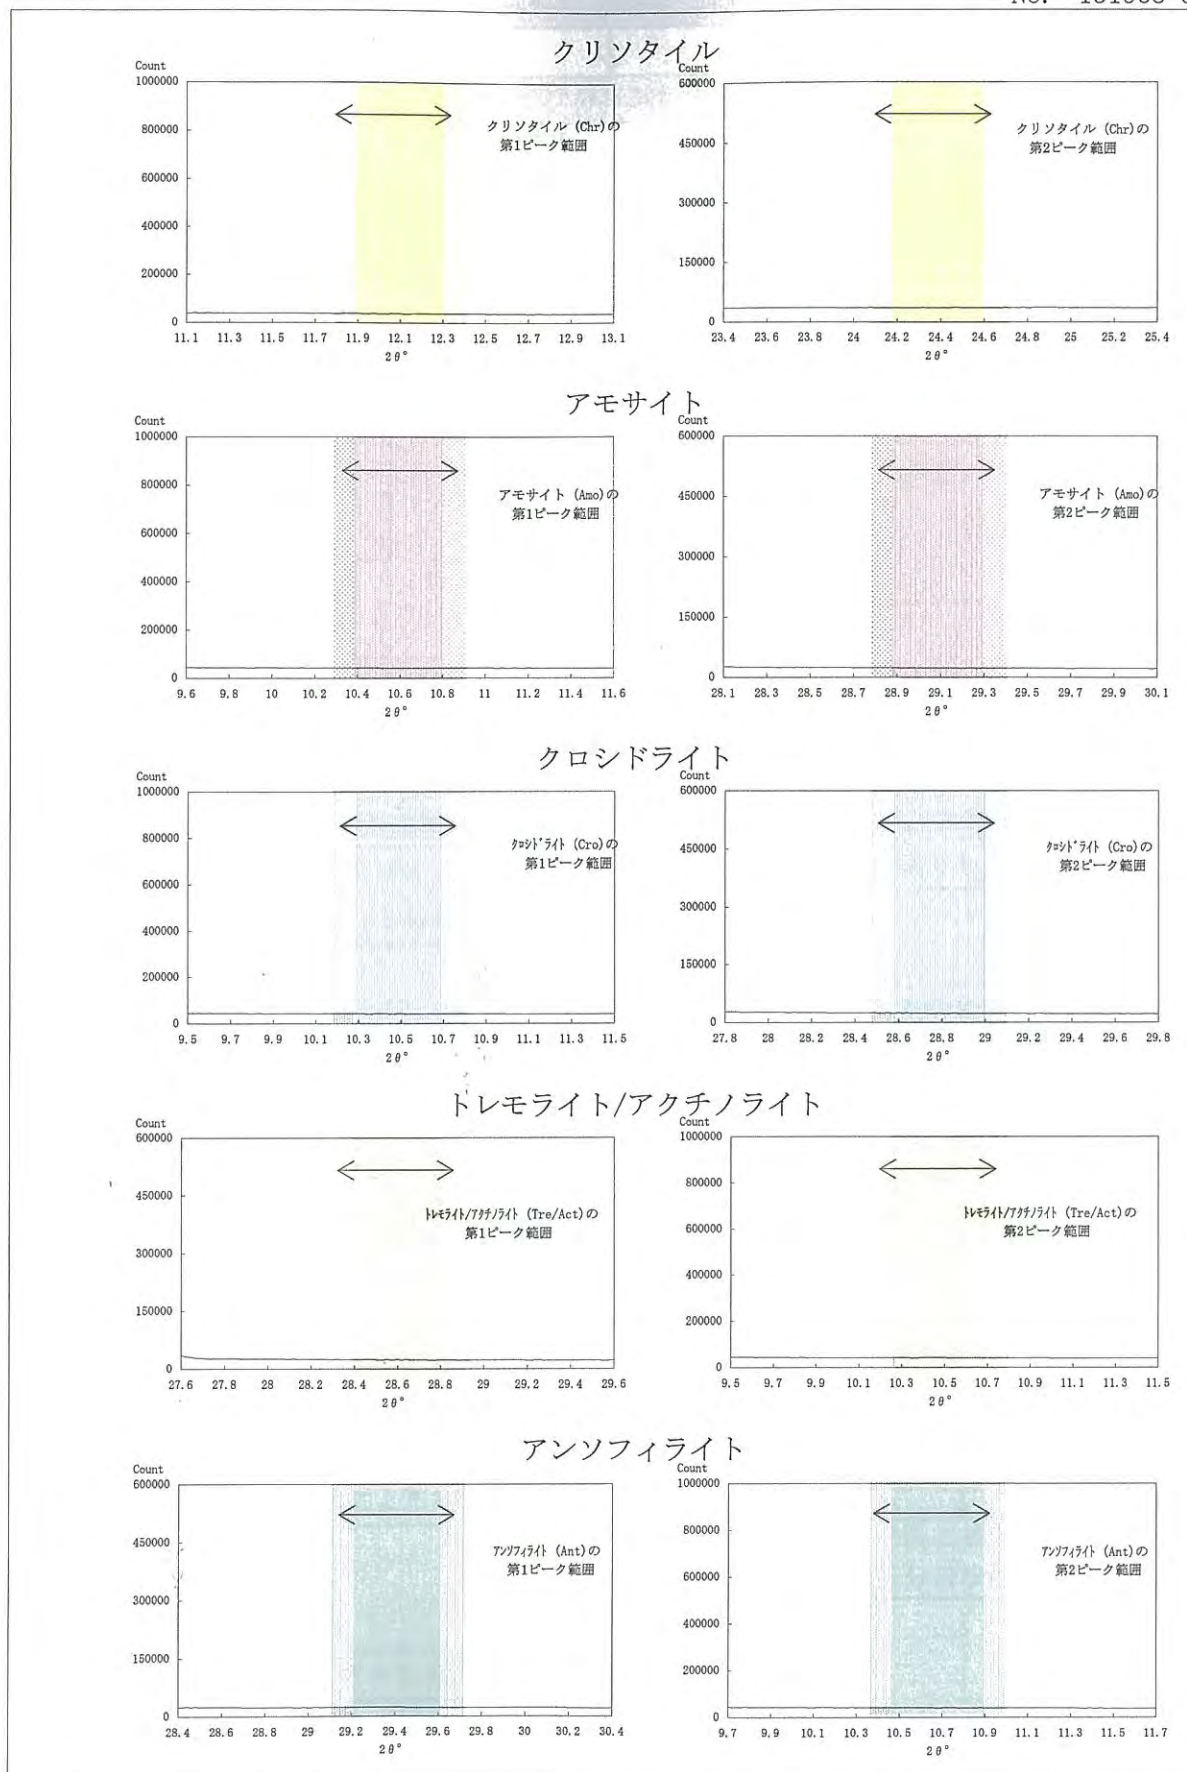 クリソタイル
Count
1000000
800000
600000
400000
200000
0
11.1 11.3 11.5 11.7 11.9 12.1 12.3 12.5 12.7 12.9 13.1
2θ°
クリソタイル (Chr)の
第1ピーク範囲
Count
600000
450000
300000
150000
0
23.4 23.6 23.8 24 24.2 24.4 24.6 24.8 25 25.2 25.4
2θ°
クリソタイル (Chr)の
第2ピーク範囲
アモサイト
Count
1000000
800000
600000
400000
200000
0
9.6 9.8 10 10.2 10.4 10.6 10.8 11 11.2 11.4 11.6
2θ°
アモサイト (Amo)の
第1ピーク範囲
Count
600000
450000
300000
150000
0
28.1 28.3 28.5 28.7 28.9 29.1 29.3 29.5 29.7 29.9 30.1
2θ°
アモサイト (Amo)の
第2ピーク範囲
クロシドライト
Count
1000000
800000
600000
400000
200000
0
9.5 9.7 9.9 10.1 10.3 10.5 10.7 10.9 11.1 11.3 11.5
2θ°
クロシドライト (Cro)の
第1ピーク範囲
Count
600000
450000
300000
150000
0
27.8 28 28.2 28.4 28.6 28.8 29 29.2 29.4 29.6 29.8
2θ°
クロシドライト (Cro)の
第2ピーク範囲
トレモライト/アクチノライト
Count
600000
450000
300000
150000
0
27.6 27.8 28 28.2 28.4 28.6 28.8 29 29.2 29.4 29.6
2θ°
トレモライト/アクチノライト (Tre/Act)の
第1ピーク範囲
Count
1000000
800000
600000
400000
200000
0
9.5 9.7 9.9 10.1 10.3 10.5 10.7 10.9 11.1 11.3 11.5
2θ°
トレモライト/アクチノライト (Tre/Act)の
第2ピーク範囲
アンソフィライト
Count
600000
450000
300000
150000
0
28.4 28.6 28.8 29 29.2 29.4 29.6 29.8 30 30.2 30.4
2θ°
アンソフィライト (Ant)の
第1ピーク範囲
Count
1000000
800000
600000
400000
200000
0
9.7 9.9 10.1 10.3 10.5 10.7 10.9 11.1 11.3 11.5 11.7
2θ°
アンソフィライト (Ant)の
第2ピーク範囲